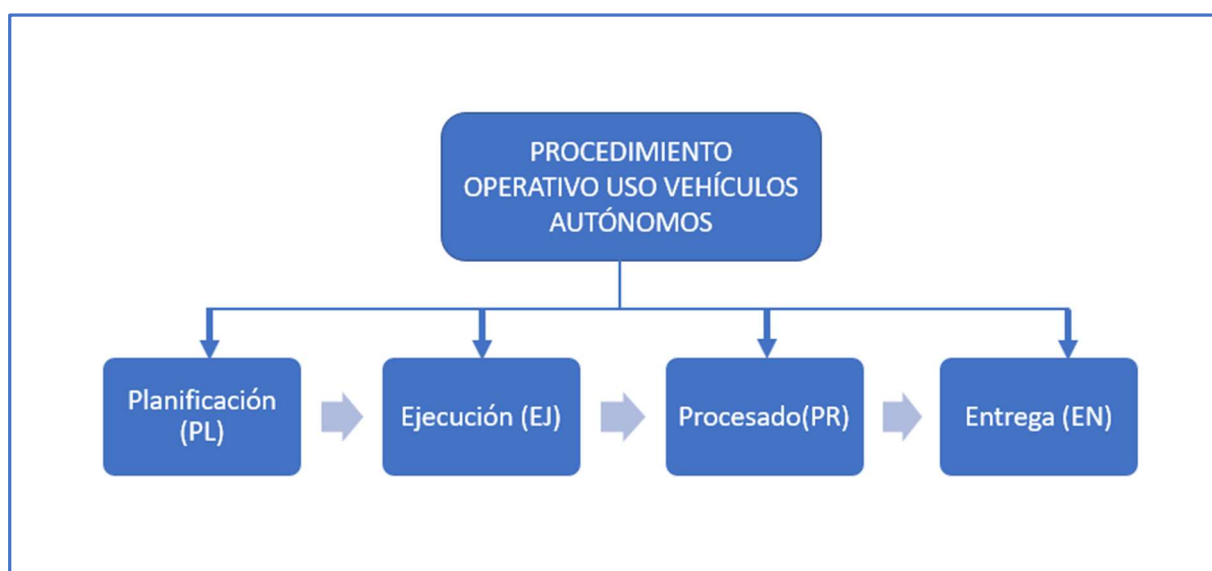 PROCEDIMIENTO
OPERATIVO USO VEHÍCULOS
AUTÓNOMOS
Planificación
(PL)
Ejecución (EJ)
Procesado(PR)
Entrega (EN)